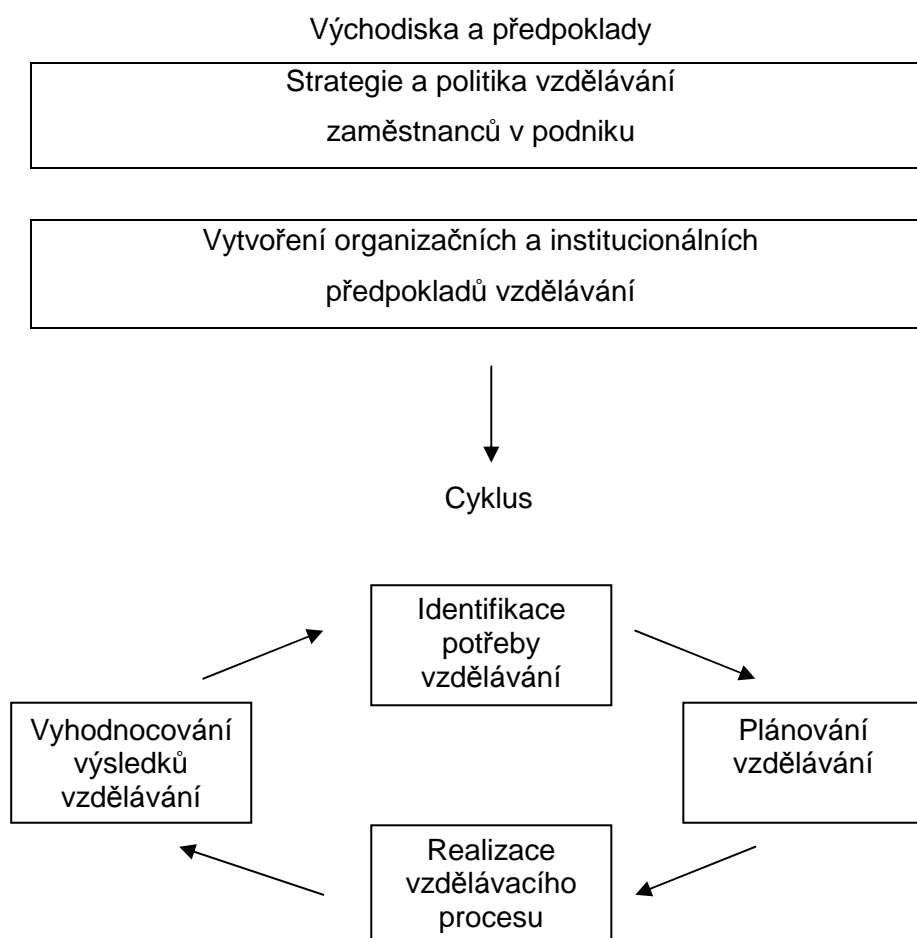 Východiska a předpoklady
Strategie a politika vzdělávání
zaměstnanců v podniku
Vytvoření organizačních a institucionálních
předpokladů vzdělávání
Cyklus
Identifikace
potřeby
vzdělávání
Vyhodnocování
výsledků
vzdělávání
Plánování
vzdělávání
Realizace
vzdělávacího
procesu